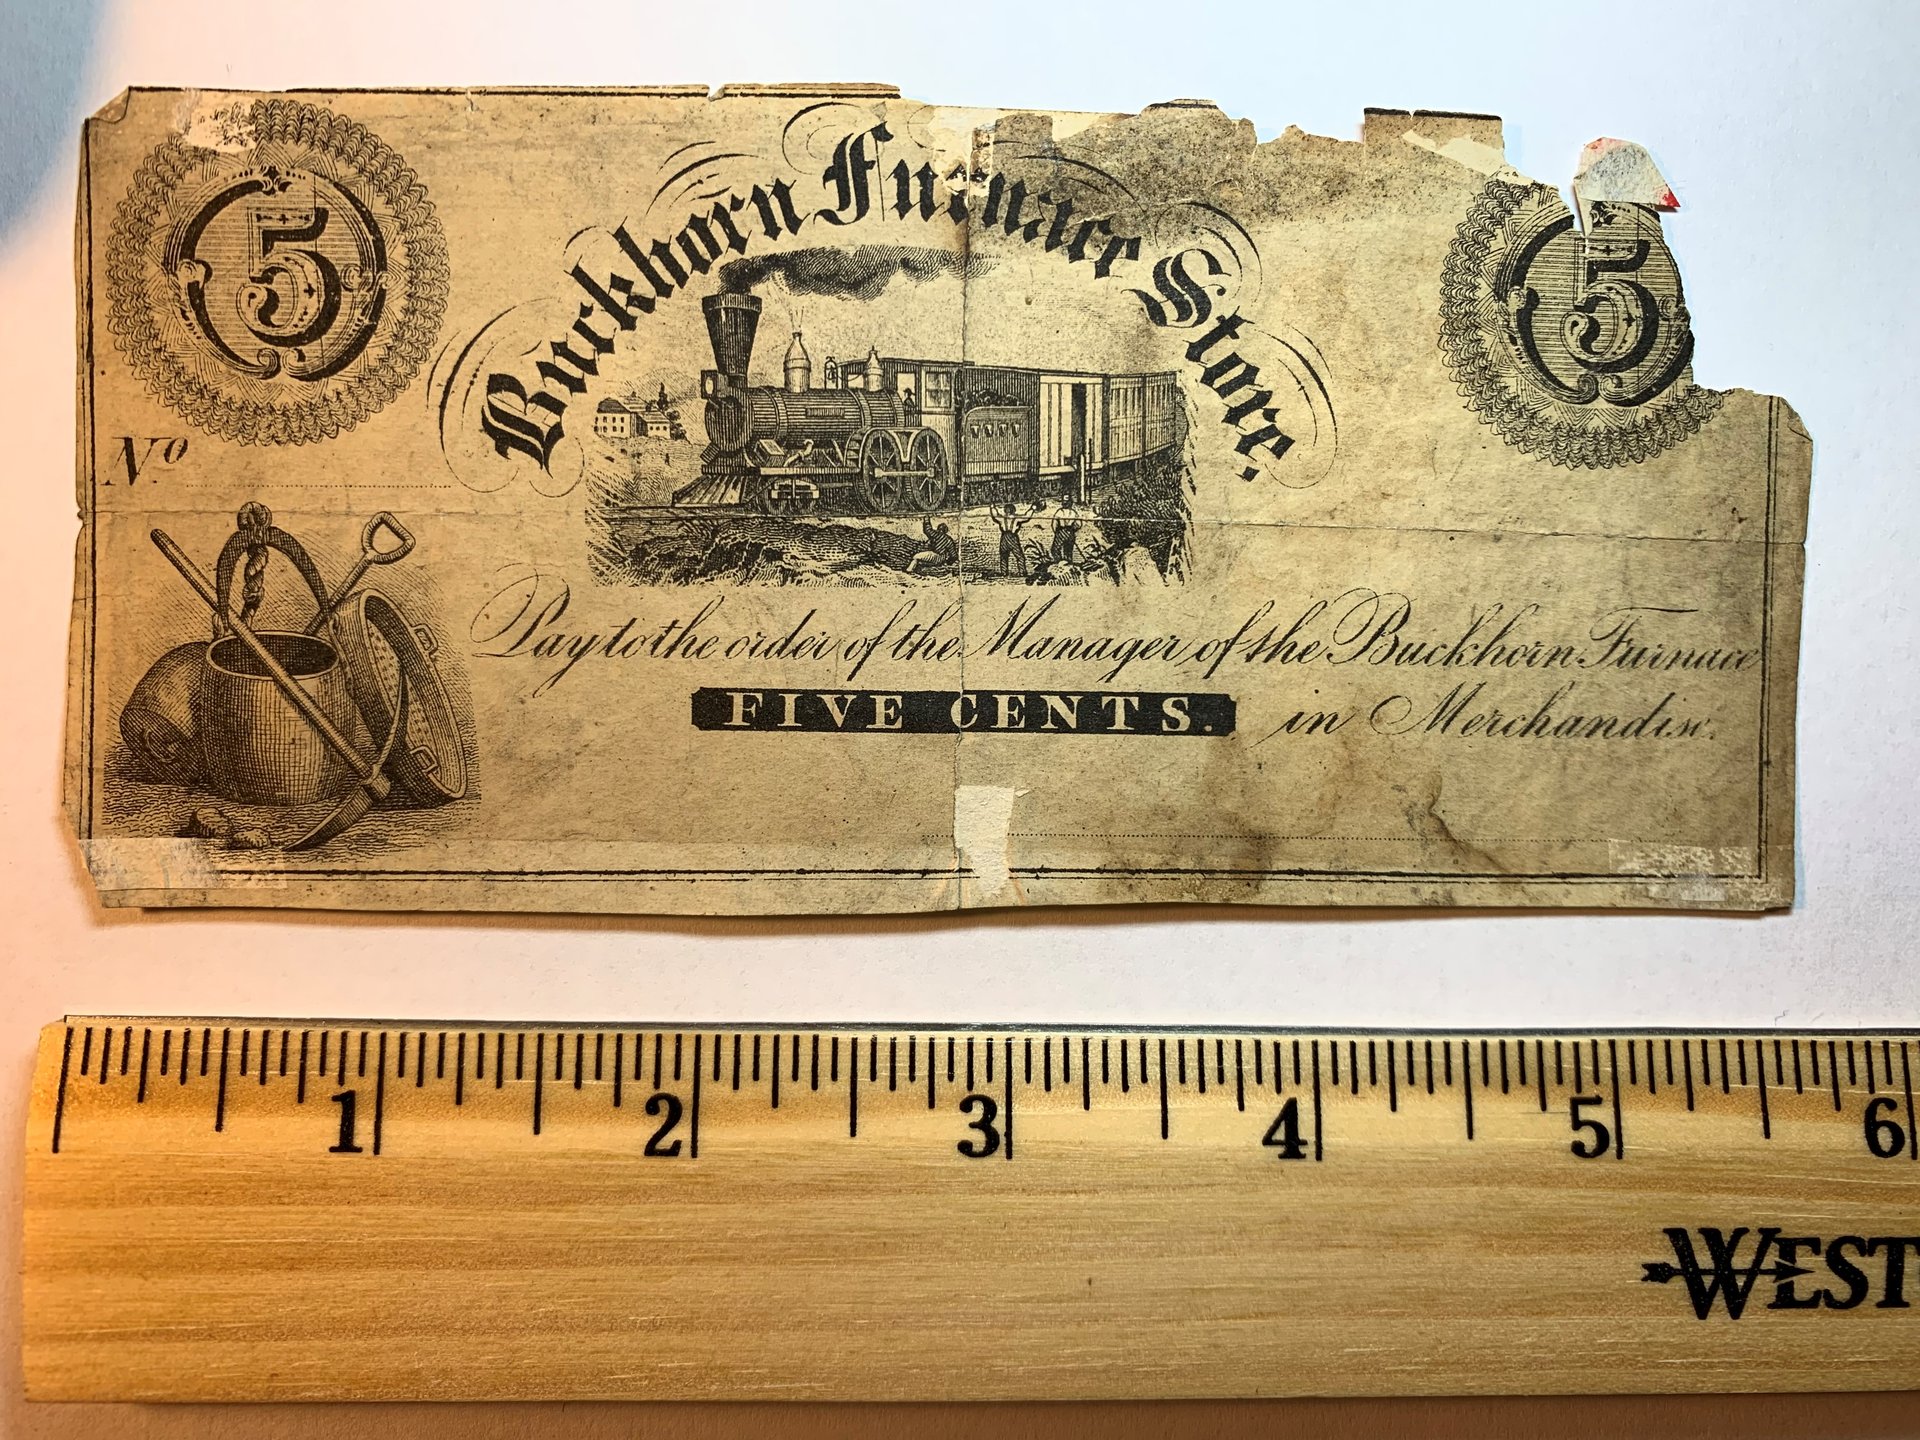 5
Buckhorn Furnace Store.
5
No.
Pay to the order of the Manager of the Buckhorn Furnace
FIVE CENTS. in Merchandise.
1 2 3 4 5 6
WEST